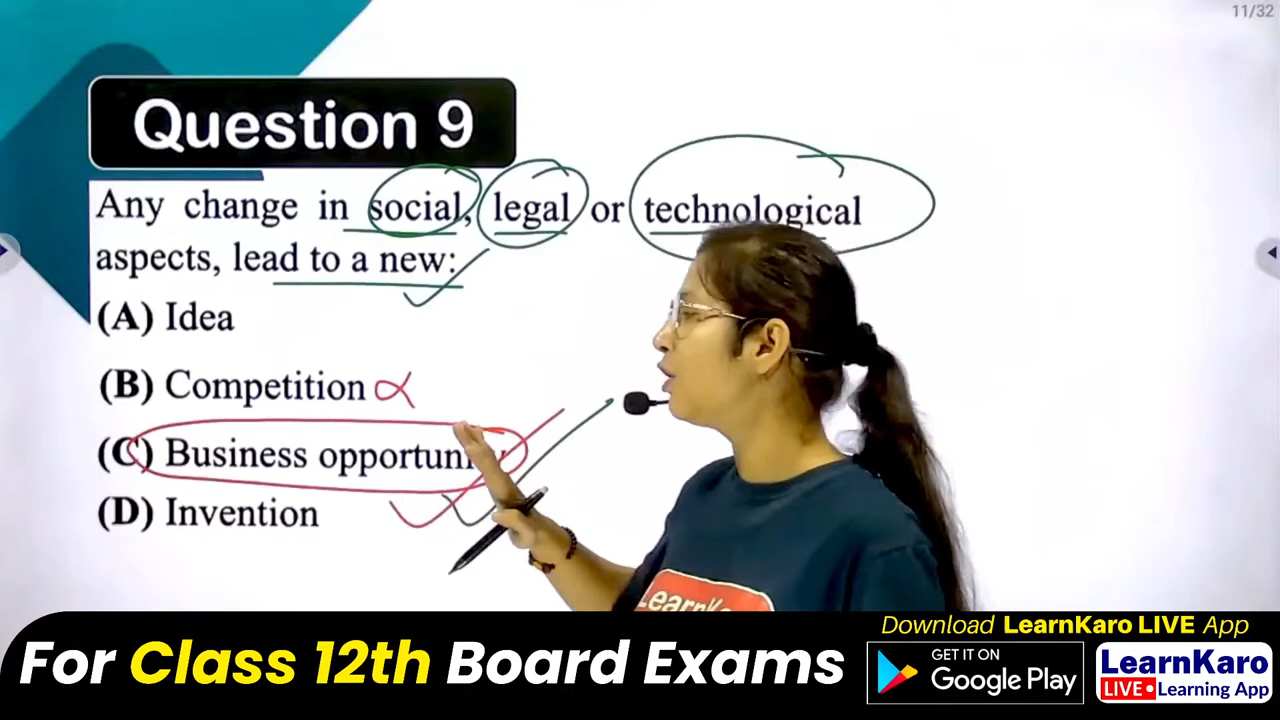 11/32
Question 9
Any change in social, legal or technological
aspects, lead to a new:
(A) Idea
(B) Competition
(C) Business
(D) Invention
For Class 12th Board Exams
Download LearnKaro LIVE App
GET IT ON
Google Play
LearnKaro
LIVE • Learning App